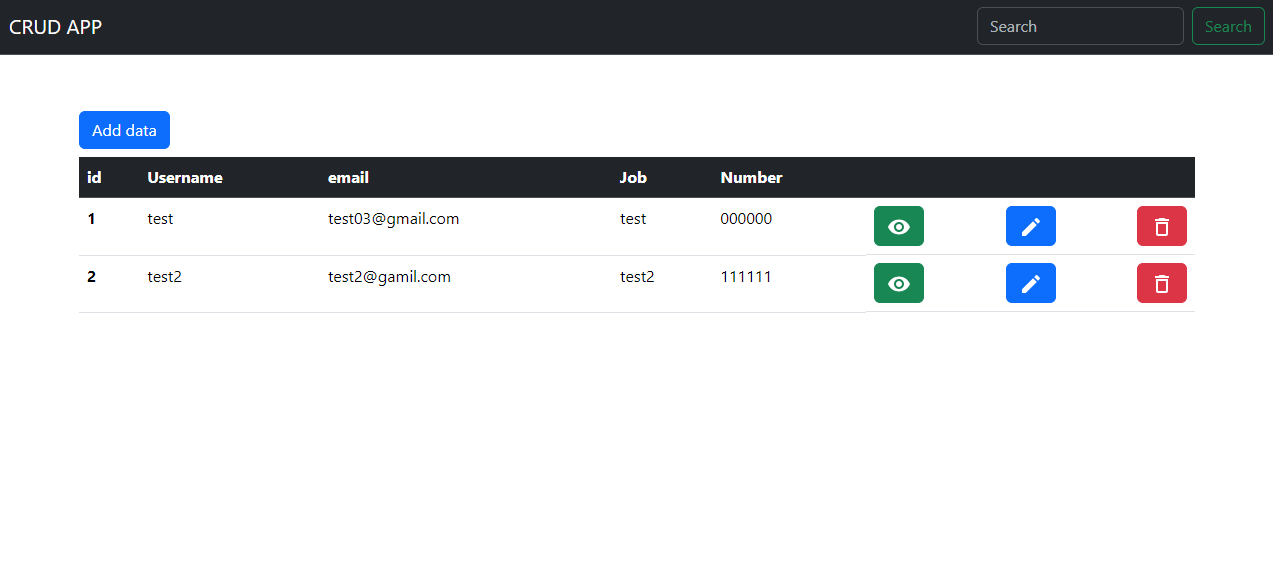 CRUD APP Search Search
Add data
id Username email Job Number
1 test test03@gmail.com test 000000
2 test2 test2@gamil.com test2 111111